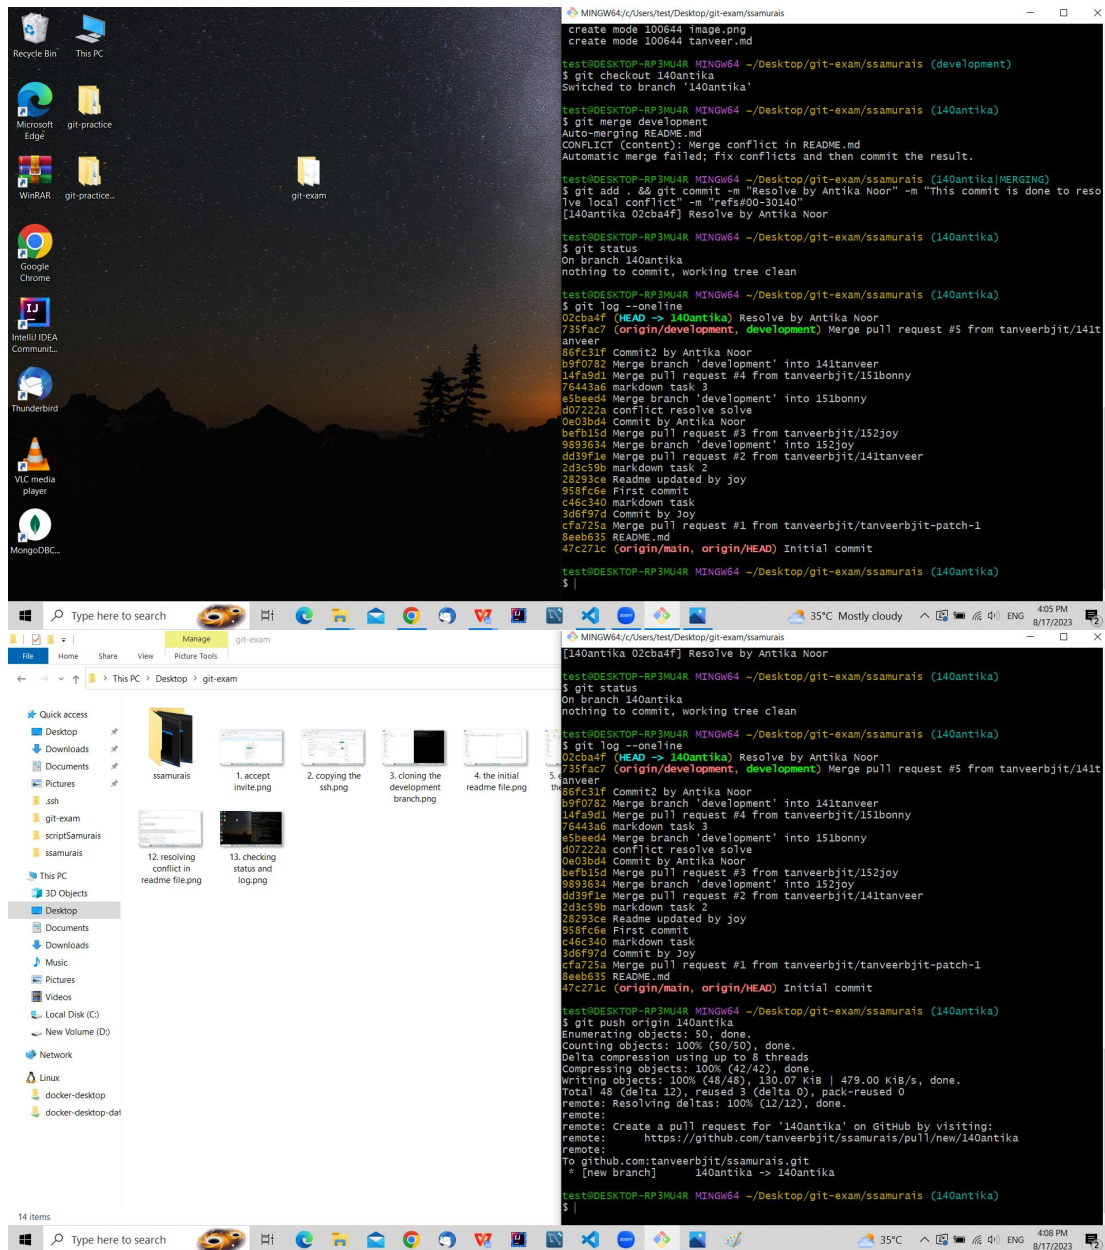 Recycle Bin
This PC
Microsoft
Edge
git-practice
WinRAR
git-practice...
git-exam
Google
Chrome
IntelliJ IDEA
Communit...
Thunderbird
VLC media
player
MongoDBC...
MINGW64:/c/Users/test/Desktop/git-exam/ssamurais
create mode 100644 image.png
create mode 100644 tanveer.md
test@DESKTOP-RP3MU4R MINGW64 ~/Desktop/git-exam/ssamurais (development)
$ git checkout 140antika
Switched to branch '140antika'
test@DESKTOP-RP3MU4R MINGW64 ~/Desktop/git-exam/ssamurais (140antika)
$ git merge development
Auto-merging README.md
CONFLICT (content): Merge conflict in README.md
Automatic merge failed; fix conflicts and then commit the result.
test@DESKTOP-RP3MU4R MINGW64 ~/Desktop/git-exam/ssamurais (140antika|MERGING)
$ git add . && git commit -m "Resolve by Antika Noor" -m "This commit is done to reso
lve local conflict" -m "refs#00-30140"
[140antika 02cba4f] Resolve by Antika Noor
test@DESKTOP-RP3MU4R MINGW64 ~/Desktop/git-exam/ssamurais (140antika)
$ git status
On branch 140antika
nothing to commit, working tree clean
test@DESKTOP-RP3MU4R MINGW64 ~/Desktop/git-exam/ssamurais (140antika)
$ git log --oneline
02cba4f (HEAD -> 140antika) Resolve by Antika Noor
735fac7 (origin/development, development) Merge pull request #5 from tanveerbjit/141t
anveer
86fc31f Commit2 by Antika Noor
b9f0782 Merge branch 'development' into 141tanveer
14fa9d1 Merge pull request #4 from tanveerbjit/151bonny
76443a6 markdown task 3
e5beed4 Merge branch 'development' into 151bonny
d07222a conflict resolve solve
0e03bd4 Commit by Antika Noor
befb15d Merge pull request #3 from tanveerbjit/152joy
9893634 Merge branch 'development' into 152joy
dd39f1e Merge pull request #2 from tanveerbjit/141tanveer
2d3c59b markdown task 2
28293ce Readme updated by joy
958fc6e First commit
c46c340 markdown task
3d6f97d Commit by Joy
cfa725a Merge pull request #1 from tanveerbjit/tanveerbjit-patch-1
8eeb635 README.md
47c271c (origin/main, origin/HEAD) Initial commit
test@DESKTOP-RP3MU4R MINGW64 ~/Desktop/git-exam/ssamurais (140antika)
$
Type here to search
35°C Mostly cloudy
ENG
4:05 PM
8/17/2023
2
Manage
git-exam
File
Home
Share
View
Picture Tools
This PC > Desktop > git-exam
Quick access
Desktop
Downloads
Documents
Pictures
.ssh
git-exam
scriptSamurais
ssamurais
This PC
3D Objects
Desktop
Documents
Downloads
Music
Pictures
Videos
Local Disk (C:)
New Volume (D:)
Network
Linux
docker-desktop
docker-desktop-dat
ssamurais
1. accept
invite.png
2. copying the
ssh.png
3. cloning the
development
branch.png
4. the initial
readme file.png
5. e
the
12. resolving
conflict in
readme file.png
13. checking
status and
log.png
14 items
MINGW64:/c/Users/test/Desktop/git-exam/ssamurais
[140antika 02cba4f] Resolve by Antika Noor
test@DESKTOP-RP3MU4R MINGW64 ~/Desktop/git-exam/ssamurais (140antika)
$ git status
On branch 140antika
nothing to commit, working tree clean
test@DESKTOP-RP3MU4R MINGW64 ~/Desktop/git-exam/ssamurais (140antika)
$ git log --oneline
02cba4f (HEAD -> 140antika) Resolve by Antika Noor
735fac7 (origin/development, development) Merge pull request #5 from tanveerbjit/141t
anveer
86fc31f Commit2 by Antika Noor
b9f0782 Merge branch 'development' into 141tanveer
14fa9d1 Merge pull request #4 from tanveerbjit/151bonny
76443a6 markdown task 3
e5beed4 Merge branch 'development' into 151bonny
d07222a conflict resolve solve
0e03bd4 Commit by Antika Noor
befb15d Merge pull request #3 from tanveerbjit/152joy
9893634 Merge branch 'development' into 152joy
dd39f1e Merge pull request #2 from tanveerbjit/141tanveer
2d3c59b markdown task 2
28293ce Readme updated by joy
958fc6e First commit
c46c340 markdown task
3d6f97d Commit by Joy
cfa725a Merge pull request #1 from tanveerbjit/tanveerbjit-patch-1
8eeb635 README.md
47c271c (origin/main, origin/HEAD) Initial commit
test@DESKTOP-RP3MU4R MINGW64 ~/Desktop/git-exam/ssamurais (140antika)
$ git push origin 140antika
Enumerating objects: 50, done.
Counting objects: 100% (50/50), done.
Delta compression using up to 8 threads
Compressing objects: 100% (42/42), done.
Writing objects: 100% (48/48), 130.07 KiB | 479.00 KiB/s, done.
Total 48 (delta 12), reused 3 (delta 0), pack-reused 0
remote: Resolving deltas: 100% (12/12), done.
remote:
remote: Create a pull request for '140antika' on GitHub by visiting:
remote:      https://github.com/tanveerbjit/ssamurais/pull/new/140antika
remote:
To github.com:tanveerbjit/ssamurais.git
* [new branch]      140antika -> 140antika
test@DESKTOP-RP3MU4R MINGW64 ~/Desktop/git-exam/ssamurais (140antika)
$
Type here to search
35°C
ENG
4:08 PM
8/17/2023
2